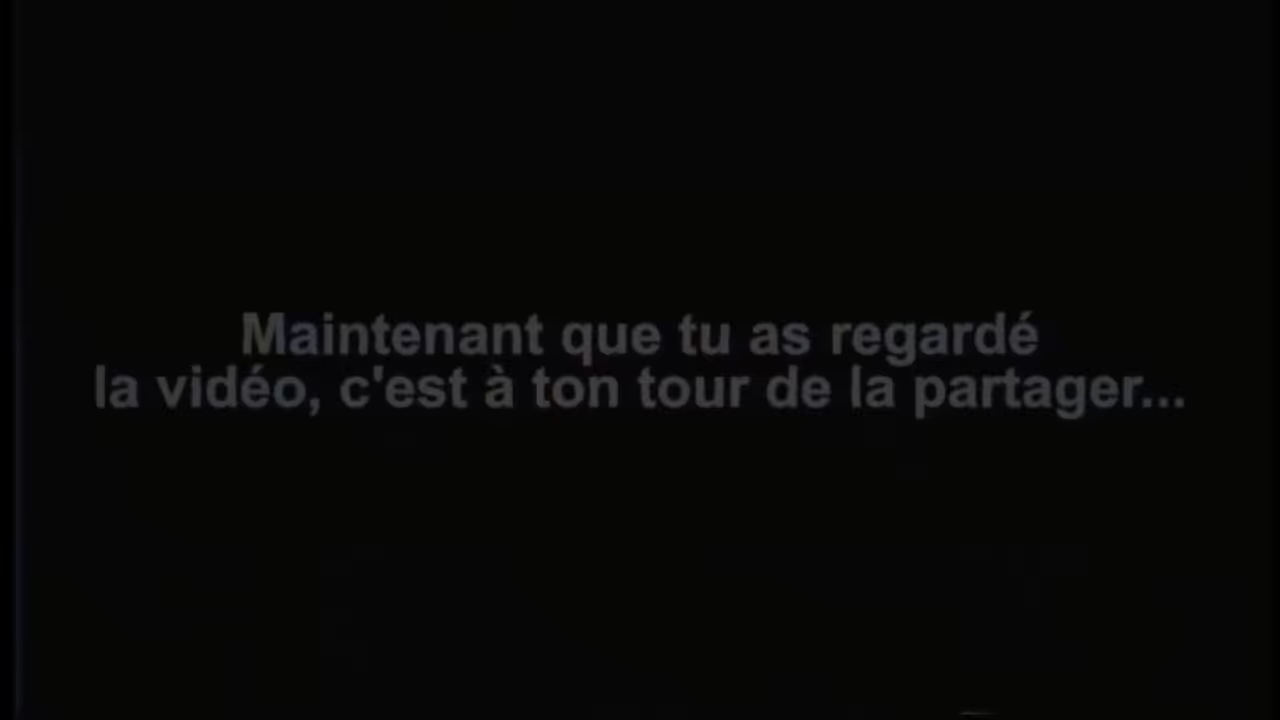 Maintenant que tu as regardé
la vidéo, c'est à ton tour de la partager...